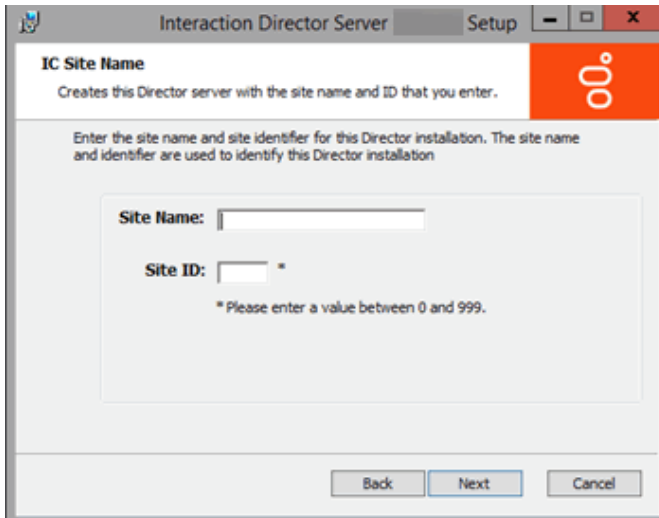 Interaction Director Server Setup
IC Site Name
Creates this Director server with the site name and ID that you enter.
Enter the site name and site identifier for this Director installation. The site name
and identifier are used to identify this Director installation
Site Name:
Site ID: *
* Please enter a value between 0 and 999.
Back Next Cancel